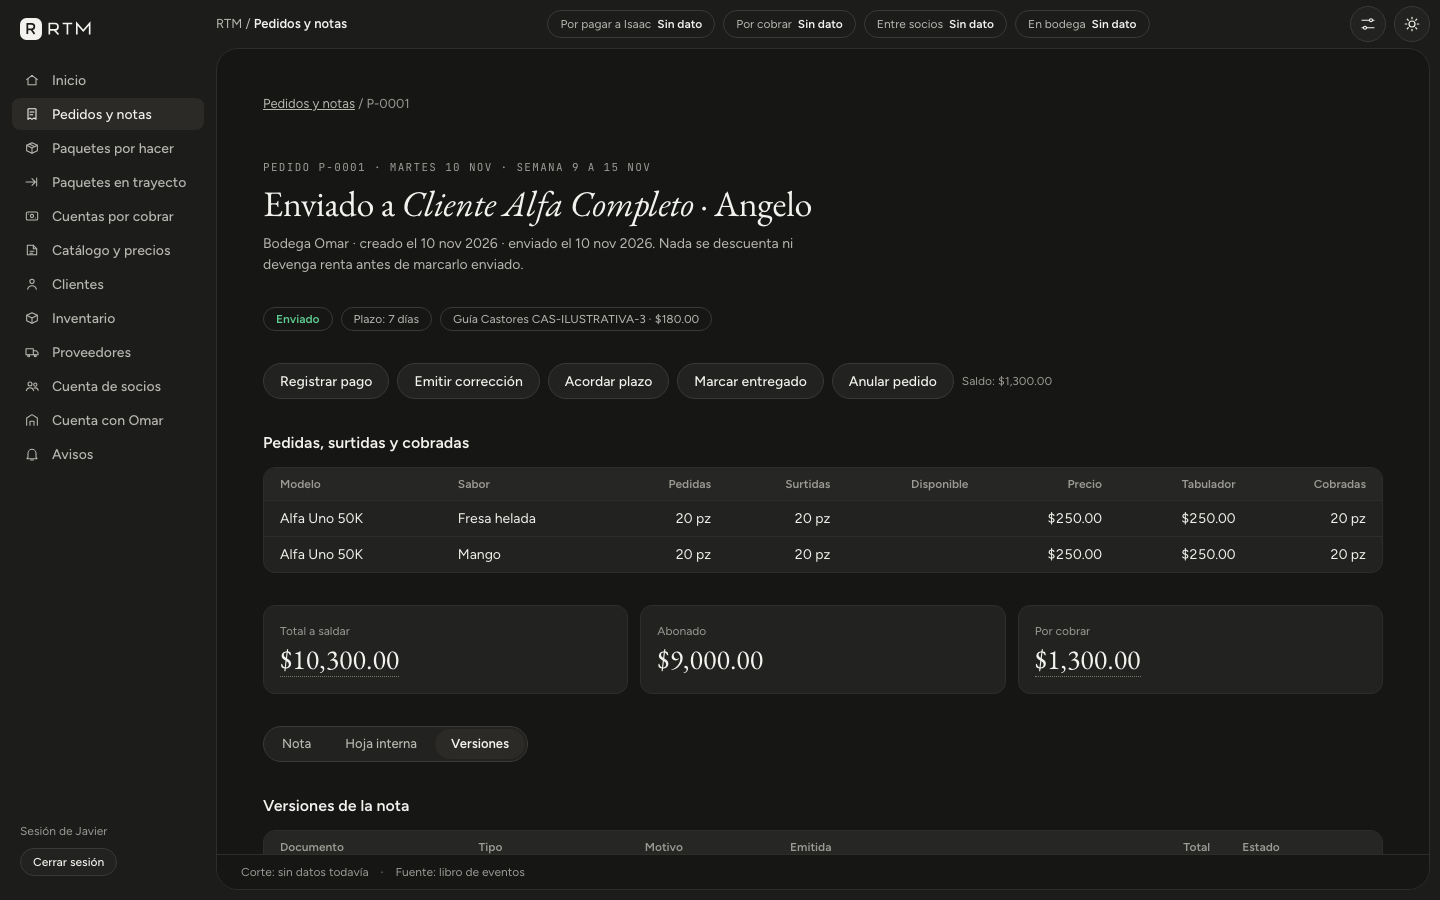 R RTM
RTM / Pedidos y notas
Por pagar a Isaac Sin dato
Por cobrar Sin dato
Entre socios Sin dato
En bodega Sin dato
Inicio
Pedidos y notas
Paquetes por hacer
Paquetes en trayecto
Cuentas por cobrar
Catálogo y precios
Clientes
Inventario
Proveedores
Cuenta de socios
Cuenta con Omar
Avisos
Sesión de Javier
Cerrar sesión
Pedidos y notas / P-0001
PEDIDO P-0001 · MARTES 10 NOV · SEMANA 9 A 15 NOV
Enviado a Cliente Alfa Completo · Angelo
Bodega Omar · creado el 10 nov 2026 · enviado el 10 nov 2026. Nada se descuenta ni
devenga renta antes de marcarlo enviado.
Enviado
Plazo: 7 días
Guía Castores CAS-ILUSTRATIVA-3 · $180.00
Registrar pago
Emitir corrección
Acordar plazo
Marcar entregado
Anular pedido
Saldo: $1,300.00
Pedidas, surtidas y cobradas
Modelo Sabor Pedidas Surtidas Disponible Precio Tabulador Cobradas
Alfa Uno 50K Fresa helada 20 pz 20 pz $250.00 $250.00 20 pz
Alfa Uno 50K Mango 20 pz 20 pz $250.00 $250.00 20 pz
Total a saldar
$10,300.00
Abonado
$9,000.00
Por cobrar
$1,300.00
Nota
Hoja interna
Versiones
Versiones de la nota
Documento Tipo Motivo Emitida Total Estado
Corte: sin datos todavía · Fuente: libro de eventos